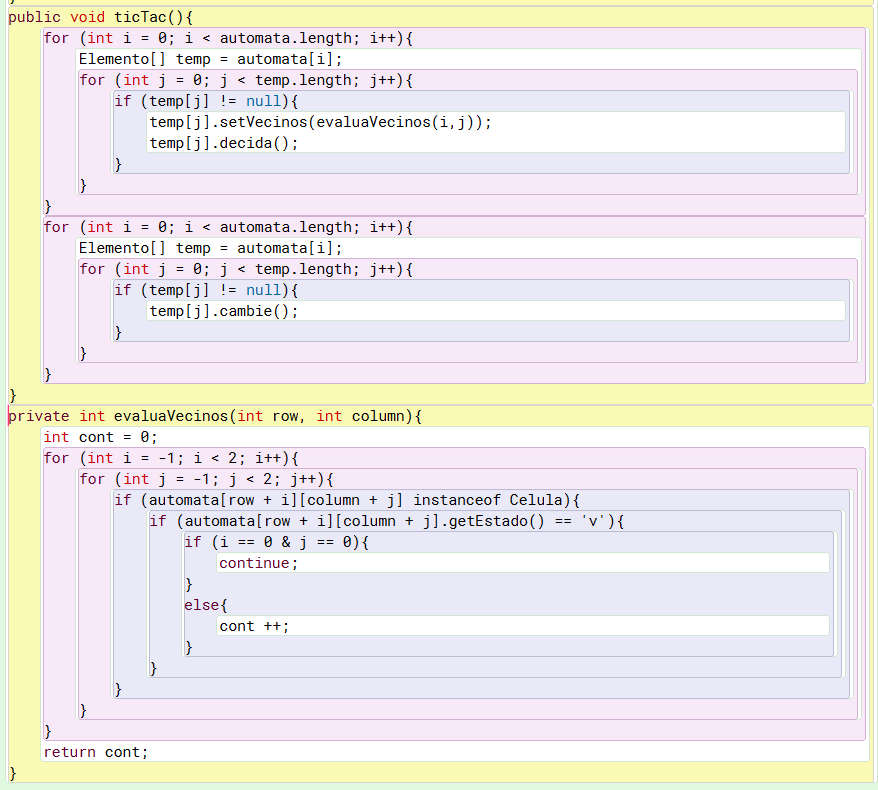 public void ticTac(){
for (int i = 0; i < automata.length; i++){
Elemento[] temp = automata[i];
for (int j = 0; j < temp.length; j++){
if (temp[j] != null){
temp[j].setVecinos(evaluaVecinos(i,j));
temp[j].decida();
}
}
}
for (int i = 0; i < automata.length; i++){
Elemento[] temp = automata[i];
for (int j = 0; j < temp.length; j++){
if (temp[j] != null){
temp[j].cambie();
}
}
}
}
private int evaluaVecinos(int row, int column){
int cont = 0;
for (int i = -1; i < 2; i++){
for (int j = -1; j < 2; j++){
if (automata[row + i][column + j] instanceof Celula){
if (automata[row + i][column + j].getEstado() == 'v'){
if (i == 0 & j == 0){
continue;
}
else{
cont ++;
}
}
}
}
}
return cont;
}